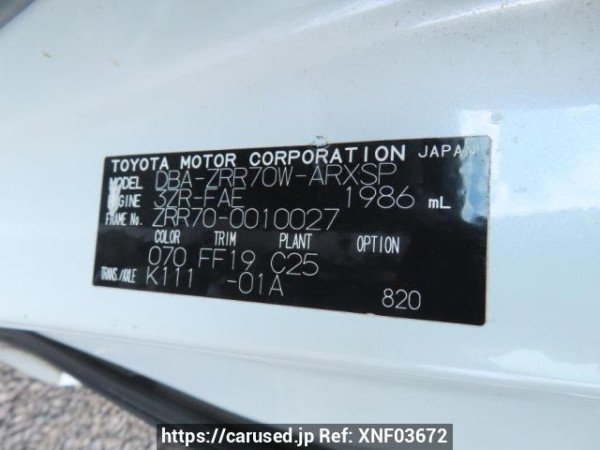 TOYOTA MOTOR CORPORATION JAPAN
MODEL DBA-ZRR70W-ARXSP
ENGINE 3ZR-FAE 1986 mL
FRAME No. ZRR70-0010027
COLOR TRIM PLANT OPTION
070 FF19 C25
TRANS./AXLE K111 -01A
820
https://carused.jp Ref: XNF03672